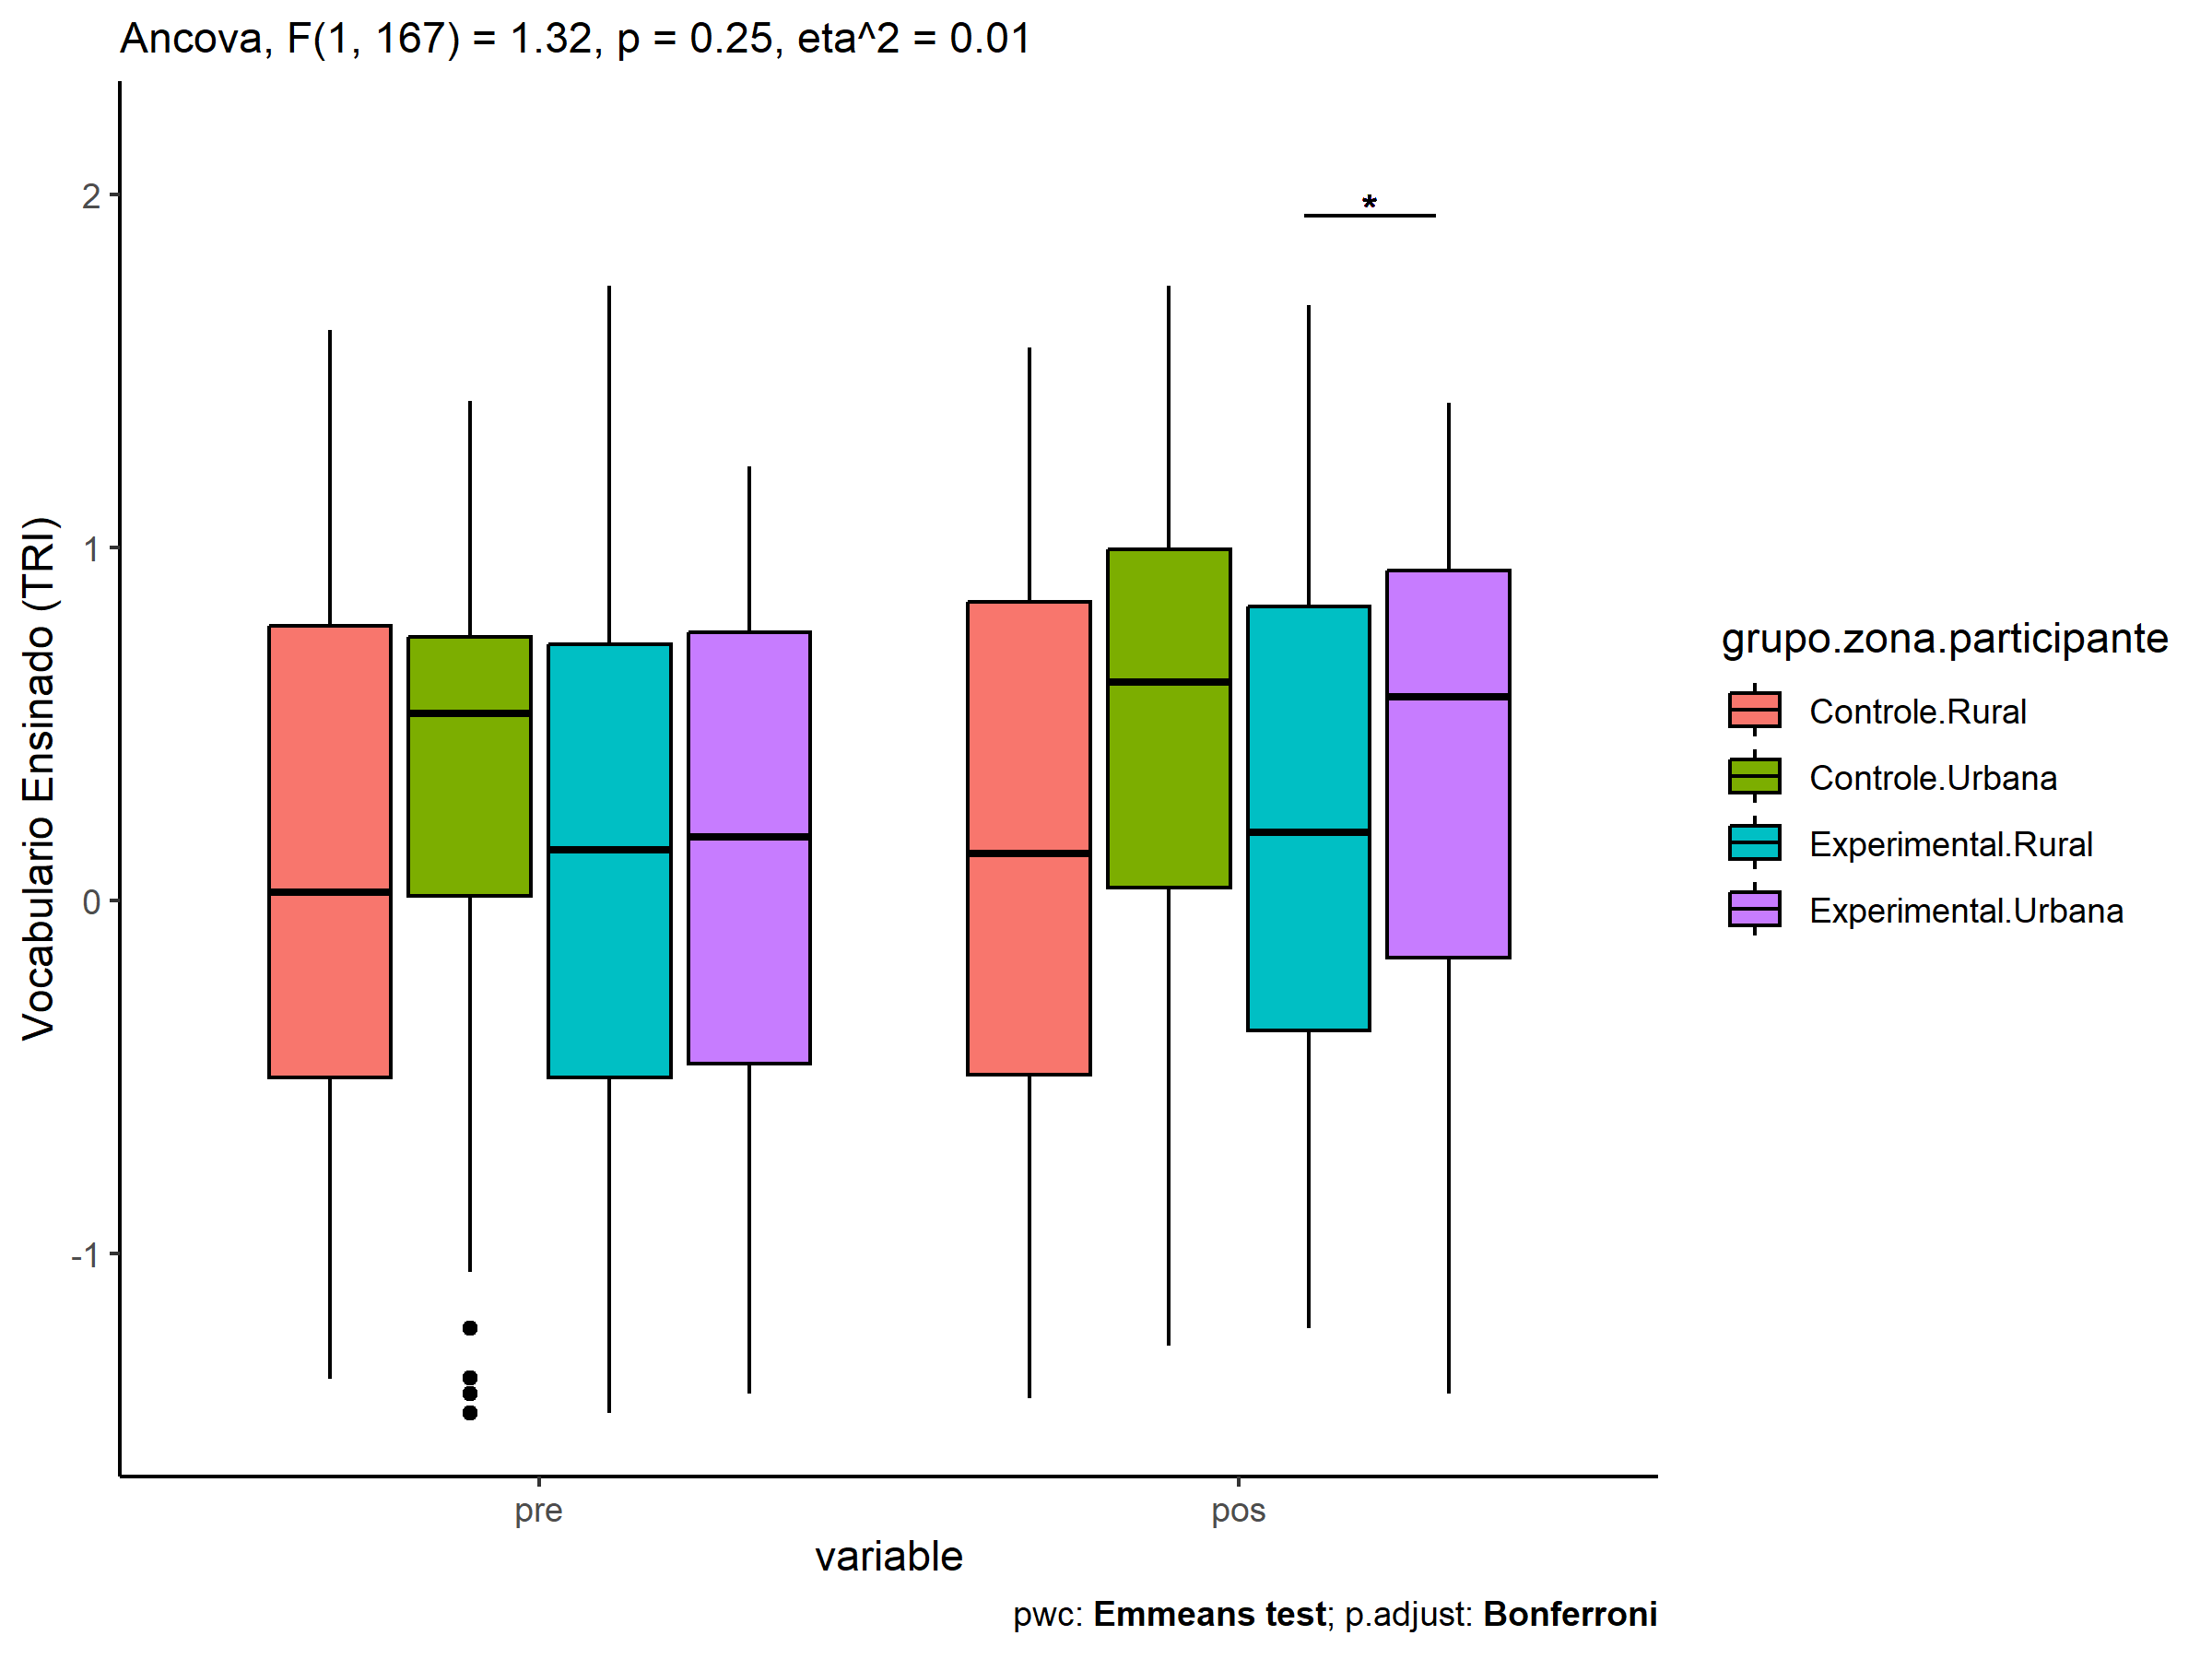 Ancova, F(1, 167) = 1.32, p = 0.25, eta^2 = 0.01
Vocabulario Ensinado (TRI)
2
1
0
-1
*
pre
pos
variable
pwc: Emmeans test; p.adjust: Bonferroni
grupo.zona.participante
Controle.Rural
Controle.Urbana
Experimental.Rural
Experimental.Urbana